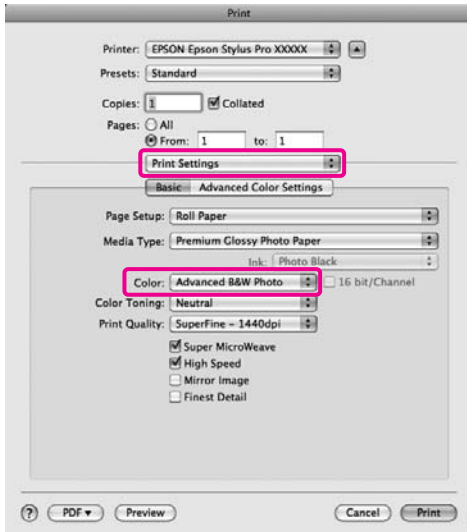 Print
Printer: EPSON Epson Stylus Pro XXXXX
Presets: Standard
Copies: 1 Collated
Pages: All
From: 1 to: 1
Print Settings
Basic Advanced Color Settings
Page Setup: Roll Paper
Media Type: Premium Glossy Photo Paper
Ink: Photo Black
Color: Advanced B&W Photo 16 bit/Channel
Color Toning: Neutral
Print Quality: SuperFine - 1440dpi
Super MicroWeave
High Speed
Mirror Image
Finest Detail
? PDF Preview Cancel Print